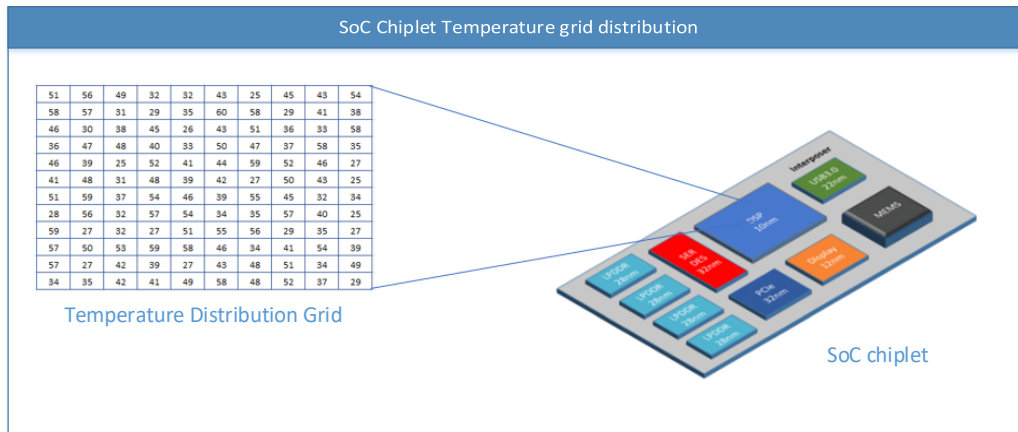 SoC Chiplet Temperature grid distribution
51 56 49 32 32 43 25 45 43 54
58 57 31 29 35 60 58 29 41 38
46 30 38 45 26 43 51 36 33 58
36 47 48 40 33 50 47 37 58 35
46 39 25 52 41 44 59 52 46 27
41 48 31 48 39 42 27 50 43 25
51 59 37 54 46 39 55 45 32 34
28 56 32 57 54 34 35 57 40 25
59 27 32 27 51 55 56 29 35 27
57 50 53 59 58 46 34 41 54 39
57 27 42 39 27 43 48 51 34 49
34 35 42 41 49 58 48 52 37 29
Temperature Distribution Grid
Interposer
USB3.0
22nm
DSP
10nm
MEMS
SER
DES
32nm
Display
12nm
LPDDR
28nm
PCIe
32nm
LPDDR
28nm
LPDDR
28nm
LPDDR
28nm
SoC chiplet